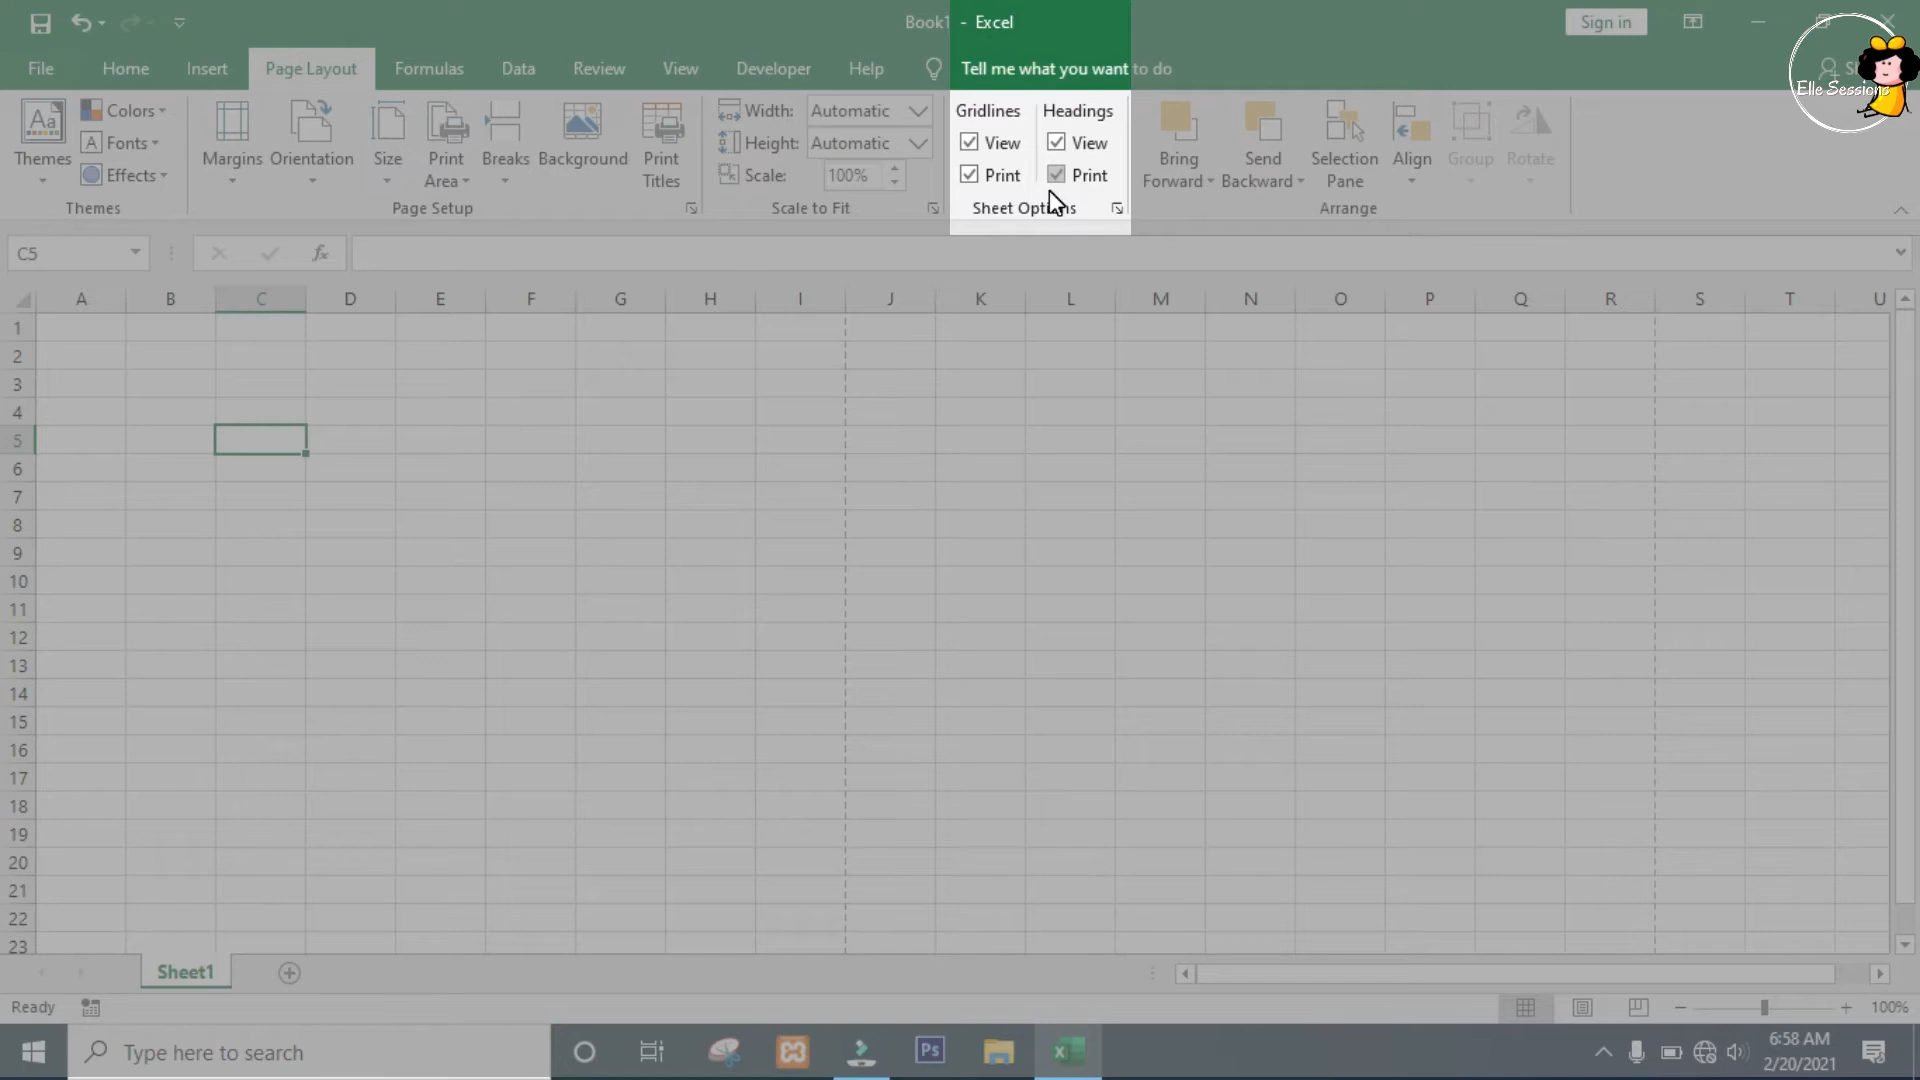 Book1 - Excel
Sign in
File Home Insert Page Layout Formulas Data Review View Developer Help Tell me what you want to do
Elle Sessions
Themes Colors Fonts Effects
Themes
Margins Orientation Size Print Area Breaks Background Print Titles
Page Setup
Width: Automatic
Height: Automatic
Scale: 100%
Scale to Fit
Gridlines Headings
View View
Print Print
Sheet Options
Bring Forward Send Backward Selection Pane Align Group Rotate
Arrange
C5 fx
A B C D E F G H I J K L M N O P Q R S T U
1
2
3
4
5
6
7
8
9
10
11
12
13
14
15
16
17
18
19
20
21
22
23
Sheet1
Ready 100%
Type here to search
Ps
6:58 AM
2/20/2021